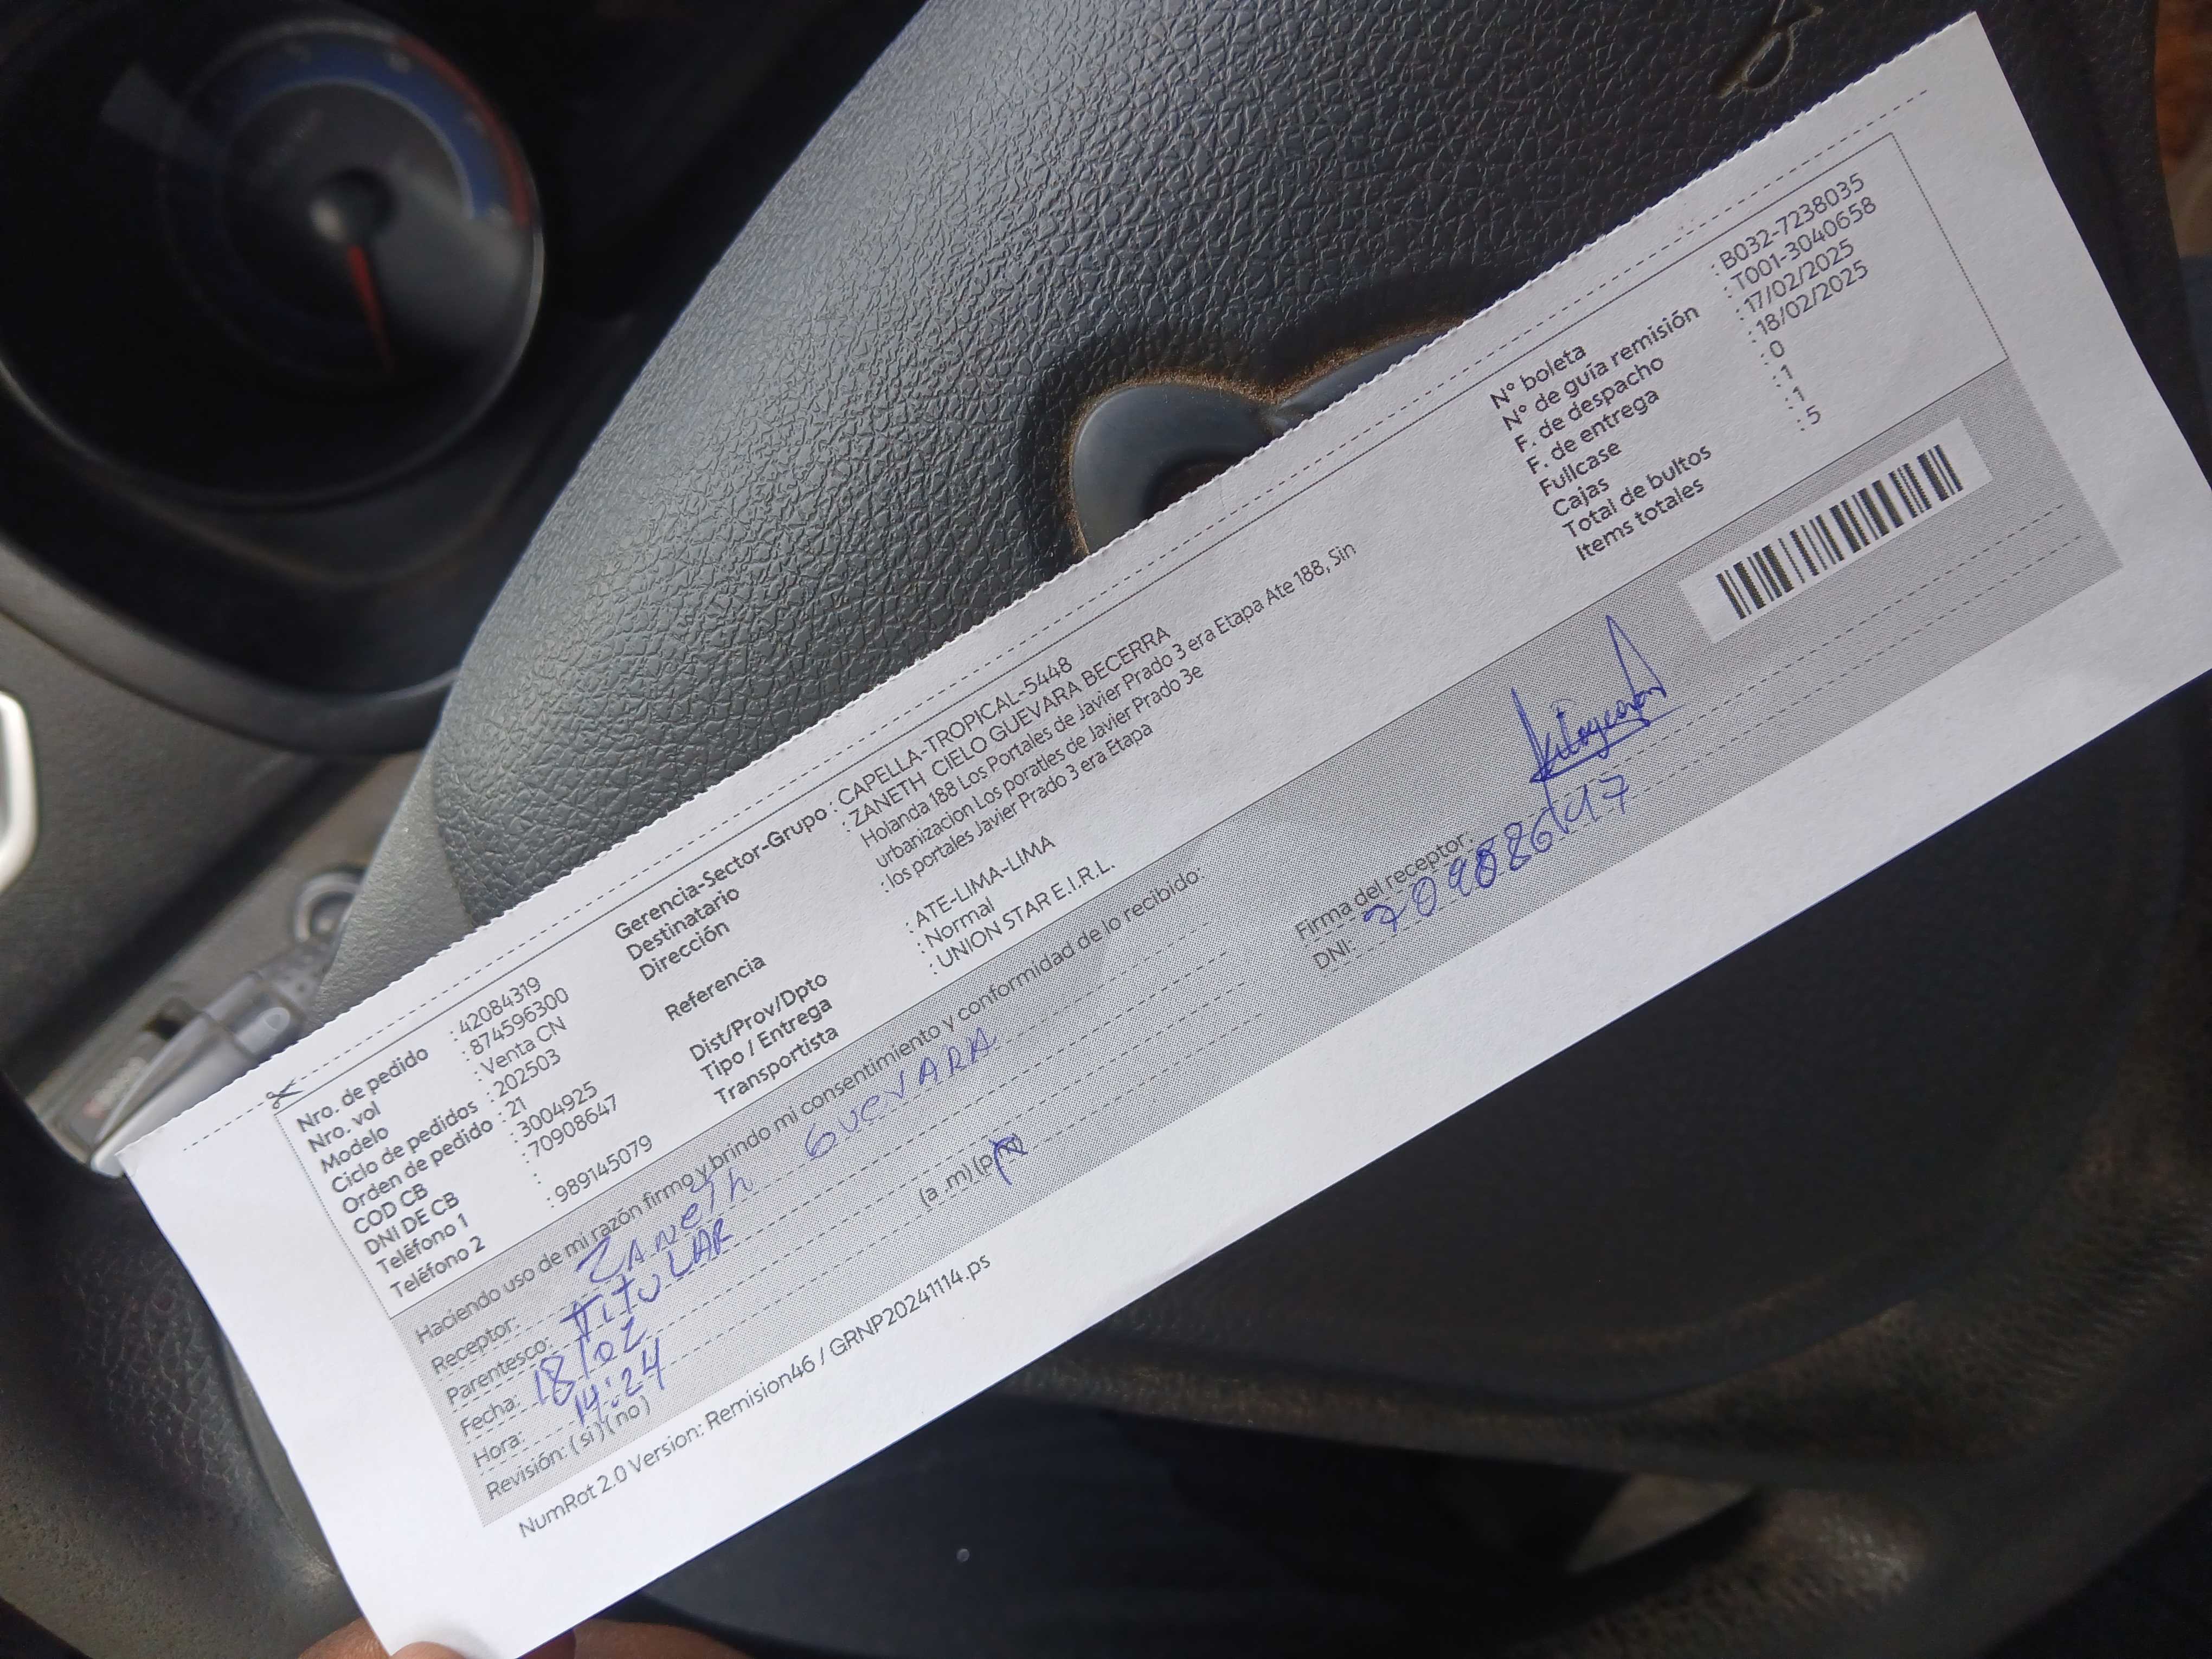 Nro. de pedido : 42084319
Nro. vol : 874596300
Modelo : Venta CN
Ciclo de pedidos : 202503
Orden de pedido : 21
COD CB : 3004925
DNI DE CB : 70908647
Teléfono 1 :
Teléfono 2 : 989145079
Gerencia-Sector-Grupo : CAPELLA-TROPICAL-5448
Destinatario : ZANETH CIELO GUEVARA BECERRA
Dirección Holanda 188 Los Portales de Javier Prado 3 era Etapa Ate 188, Sin
urbanizacion Los poratles de Javier Prado 3e
Referencia : los portales Javier Prado 3 era Etapa
Dist/Prov/Dpto : ATE-LIMA-LIMA
Tipo / Entrega : Normal
Transportista : UNION STAR E.I.R.L.
N° boleta : B032-7238035
N° de guía remisión : T001-3040658
F. de despacho : 17/02/2025
F. de entrega : 18/02/2025
Fullcase : 0
Cajas : 1
Total de bultos : 1
Items totales : 5
Haciendo uso de mi razón firmo y brindo mi consentimiento y conformidad de lo recibido:
Receptor: ZANeTh GUeVARA
Parentesco: TiTULAR
Fecha: 18/02
Hora: 14:24 (a .m) (p
Revisión: ( si ) ( no )
Firma del receptor:
DNI:
NumRot 2.0 Version: Remision46 / GRNP20241114.ps